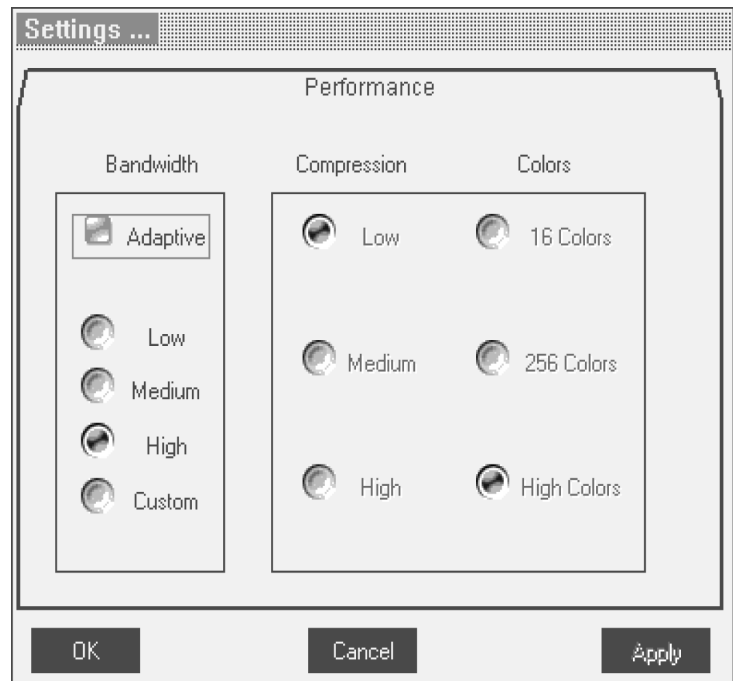 Settings ...
Performance
Bandwidth Compression Colors
Adaptive Low 16 Colors
Low
Medium 256 Colors
Medium
High
High High Colors
Custom
OK Cancel Apply